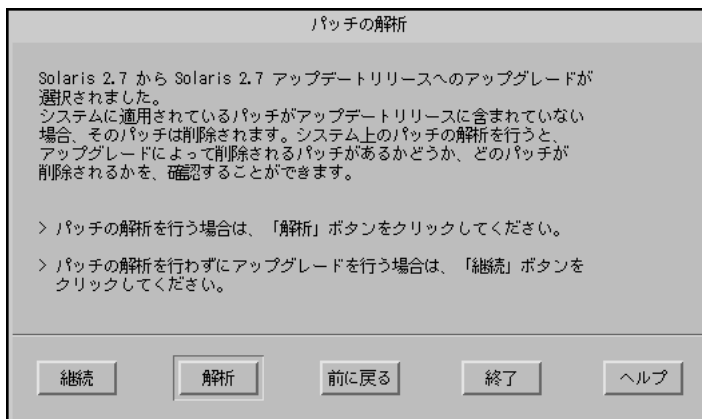 パッチの解析
Solaris 2.7 から Solaris 2.7 アップデートリリースへのアップグレードが
選択されました。
システムに適用されているパッチがアップデートリリースに含まれていない
場合、そのパッチは削除されます。システム上のパッチの解析を行うと、
アップグレードによって削除されるパッチがあるかどうか、どのパッチが
削除されるかを、確認することができます。
> パッチの解析を行う場合は、「解析」ボタンをクリックしてください。
> パッチの解析を行わずにアップグレードを行う場合は、「継続」ボタンを
クリックしてください。
継続
解析
前に戻る
終了
ヘルプ